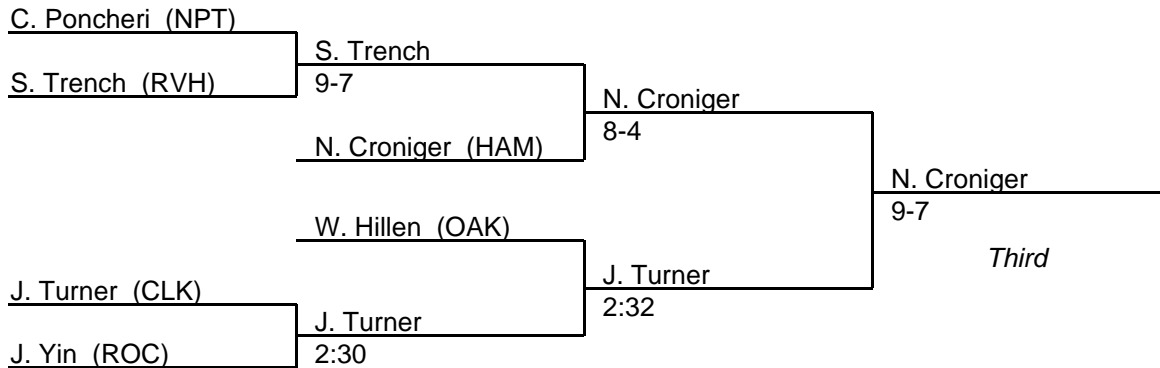 C. Poncheri (NPT)
S. Trench
S. Trench (RVH)
9-7
N. Croniger
8-4
N. Croniger (HAM)
N. Croniger
9-7
W. Hillen (OAK)
Third
J. Turner
J. Turner (CLK)
2:32
J. Turner
J. Yin (ROC)
2:30